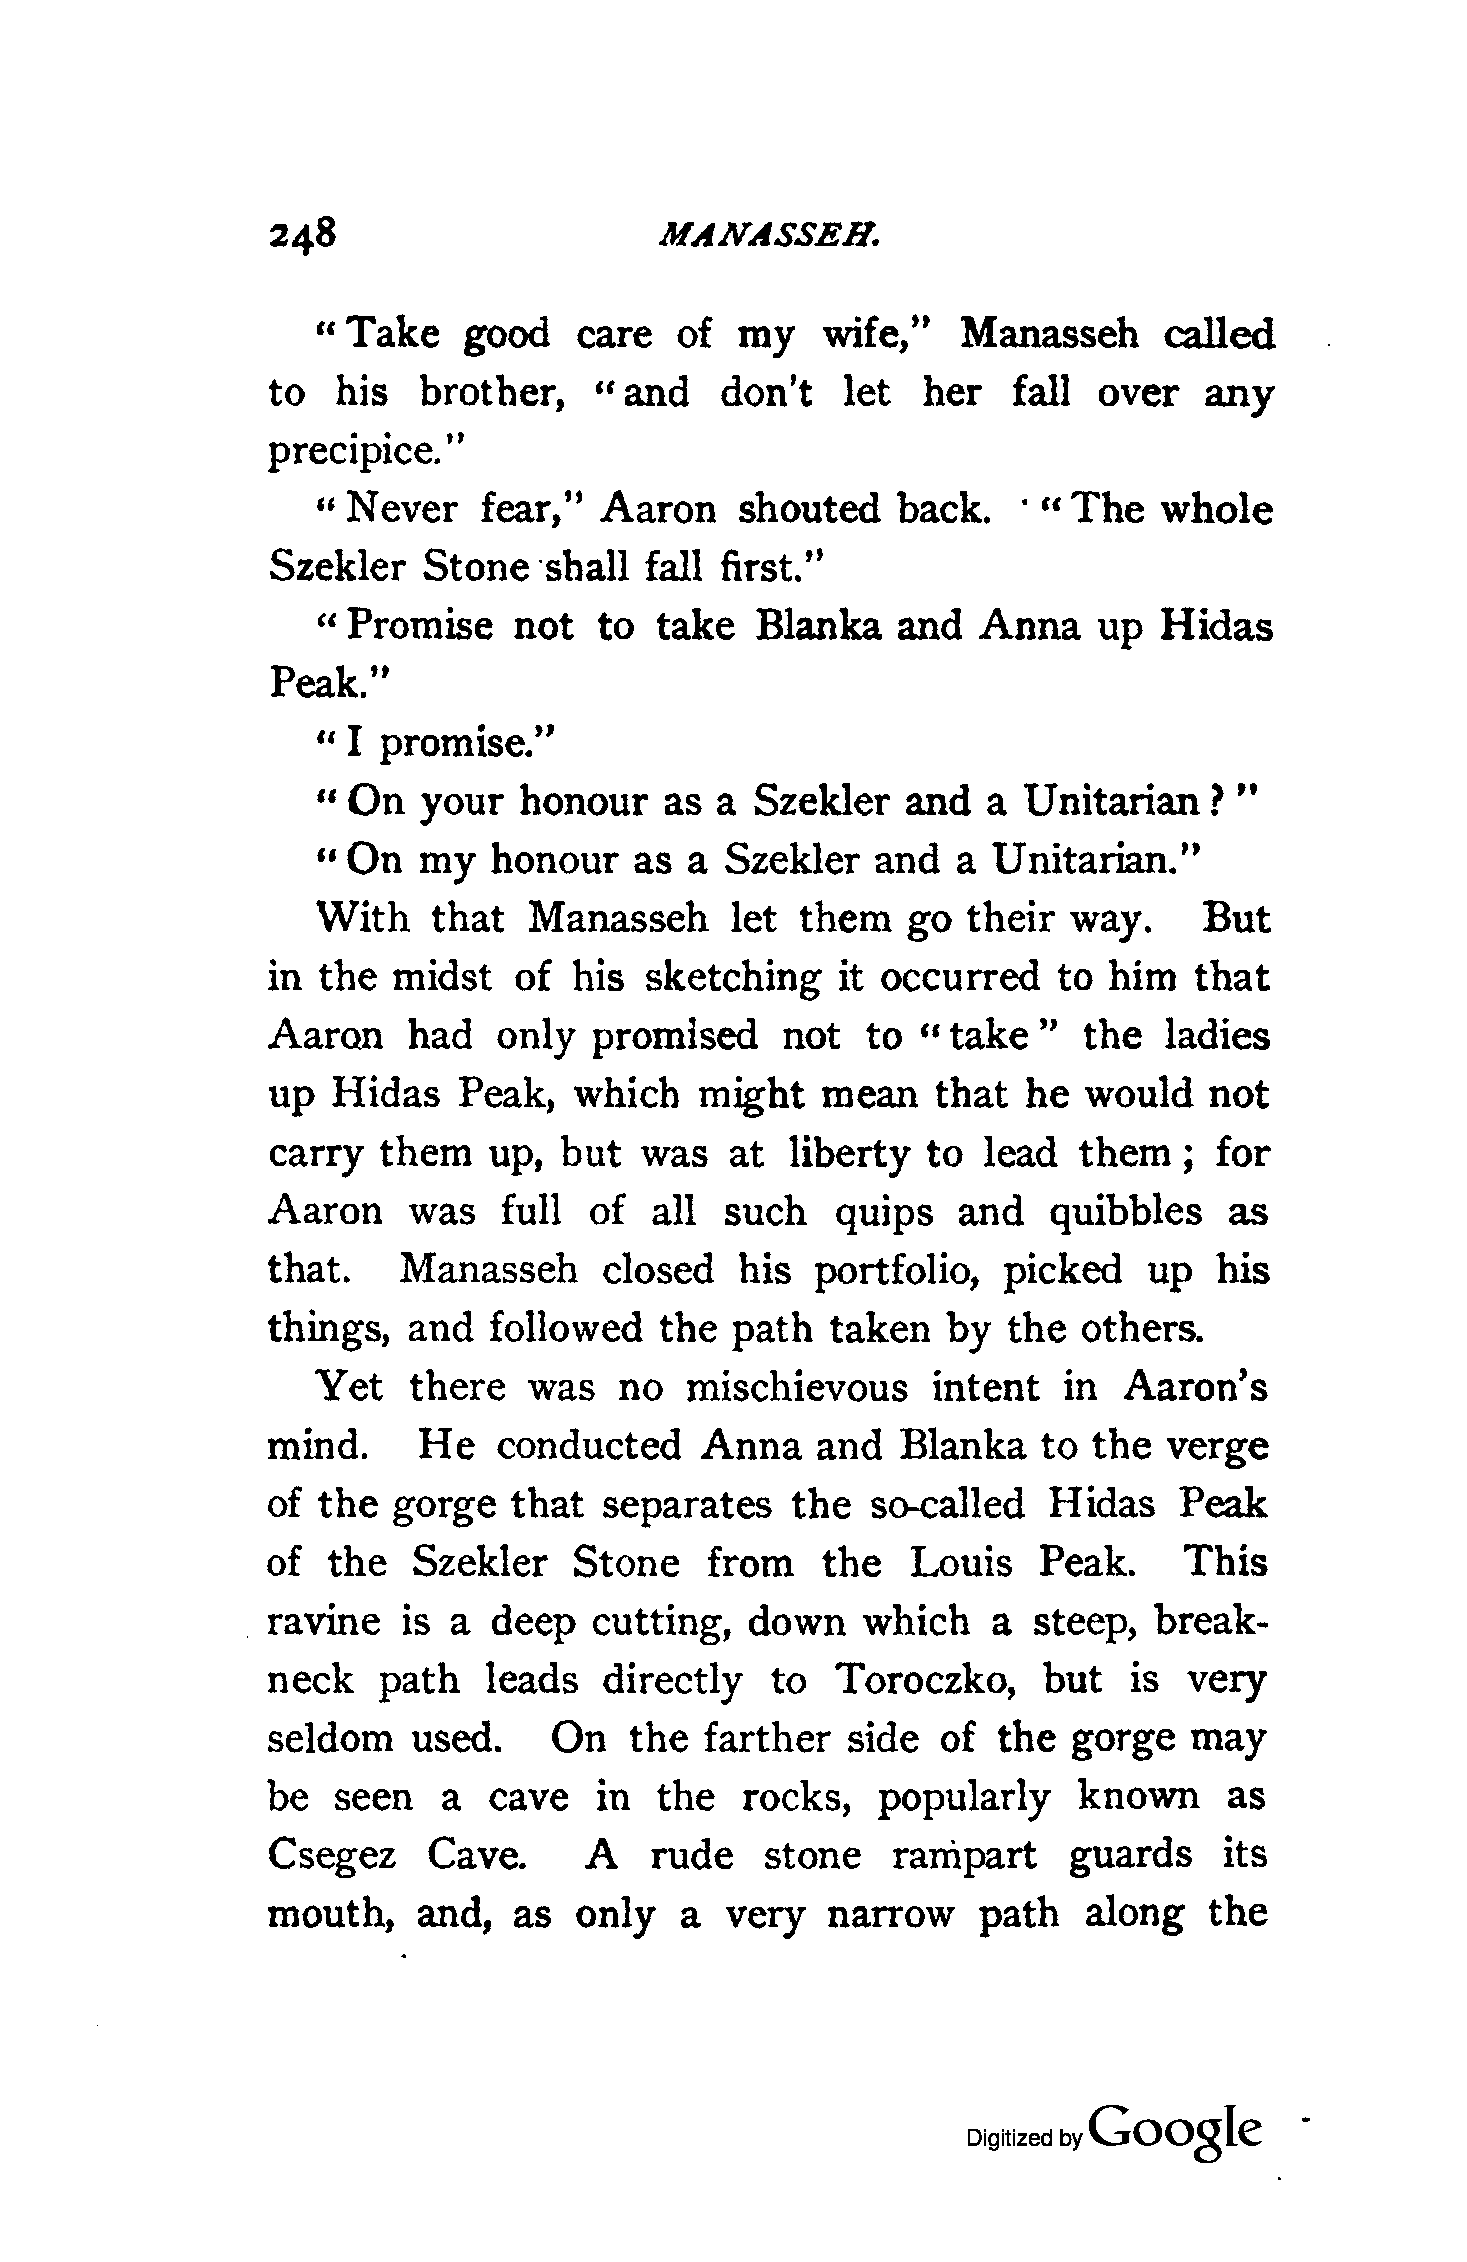 248 MANASSEH.
“Take good care of my wife,” Manasseh called
to his brother, “and don't let her fall over any
precipice.”
“Never fear,” Aaron shouted back. “The whole
Szekler Stone shall fall first.”
“Promise not to take Blanka and Anna up Hidas
Peak.”
“I promise.”
“On your honour as a Szekler and a Unitarian?”
“On my honour as a Szekler and a Unitarian.”
With that Manasseh let them go their way. But
in the midst of his sketching it occurred to him that
Aaron had only promised not to “take” the ladies
up Hidas Peak, which might mean that he would not
carry them up, but was at liberty to lead them; for
Aaron was full of all such quips and quibbles as
that. Manasseh closed his portfolio, picked up his
things, and followed the path taken by the others.
Yet there was no mischievous intent in Aaron's
mind. He conducted Anna and Blanka to the verge
of the gorge that separates the so-called Hidas Peak
of the Szekler Stone from the Louis Peak. This
ravine is a deep cutting, down which a steep, break-
neck path leads directly to Toroczko, but is very
seldom used. On the farther side of the gorge may
be seen a cave in the rocks, popularly known as
Csegez Cave. A rude stone rampart guards its
mouth, and, as only a very narrow path along the
Digitized by Google